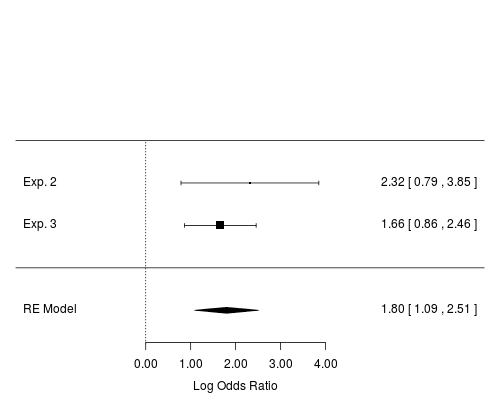 Exp. 2 2.32 [ 0.79 , 3.85 ]
Exp. 3 1.66 [ 0.86 , 2.46 ]
RE Model 1.80 [ 1.09 , 2.51 ]
0.00 1.00 2.00 3.00 4.00
Log Odds Ratio